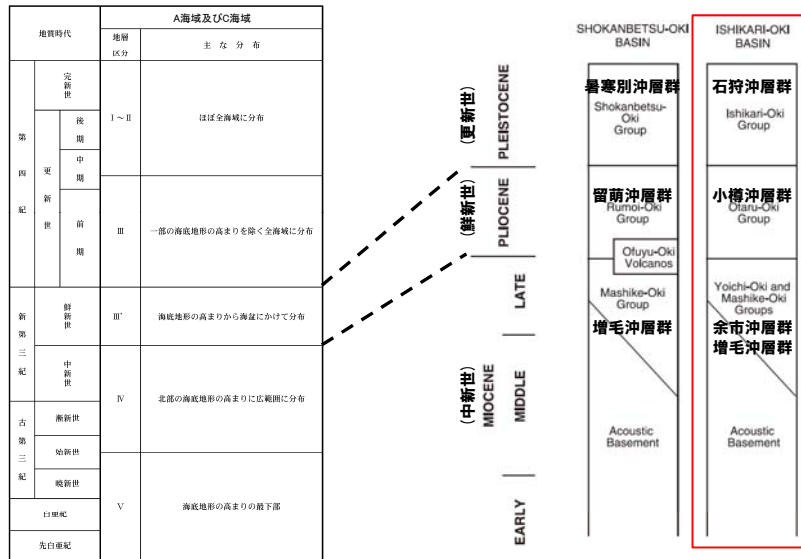 A海域及びC海域
地質時代
地層
区分
主な分布
第四紀
完新世
更新世
後期
中期
前期
I~II
ほぼ全海域に分布
III
一部の海底地形の高まりを除く全海域に分布
新第三紀
鮮新世
III'
海底地形の高まりから海盆にかけて分布
中新世
IV
北部の海底地形の高まりに広範囲に分布
古第三紀
漸新世
始新世
暁新世
V
海底地形の高まりの最下部
白亜紀
先白亜紀
(更新世)
PLEISTOCENE
(鮮新世)
PLIOCENE
LATE
(中新世)
MIOCENE
MIDDLE
EARLY
SHOKANBETSU-OKI
BASIN
暑寒別沖層群
Shokanbetsu-
Oki
Group
留萌沖層群
Rumoi-Oki
Group
Ofuyu-Oki
Volcanos
Mashike-Oki
Group
増毛沖層群
Acoustic
Basement
ISHIKARI-OKI
BASIN
石狩沖層群
Ishikari-Oki
Group
小樽沖層群
Otaru-Oki
Group
Yoichi-Oki and
Mashike-Oki
Groups
余市沖層群
増毛沖層群
Acoustic
Basement